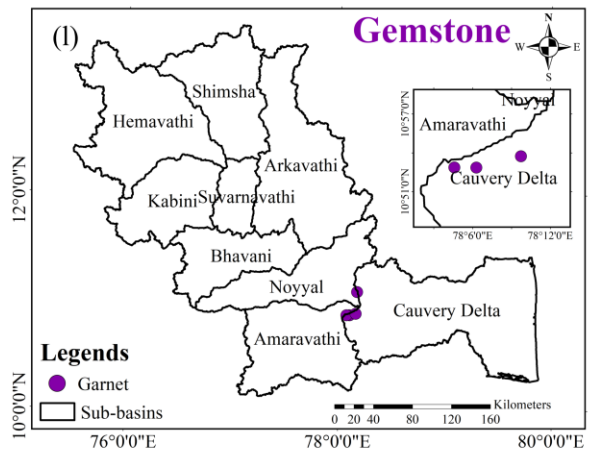 (l)
Gemstone
N
W E
S
Shimsha
Hemavathi
Arkavathi
Kabini
Suvarnavathi
Bhavani
Noyyal
Cauvery Delta
Amaravathi
Noyyal
Amaravathi
Cauvery Delta
10°57'0"N
10°51'0"N
78°6'0"E 78°12'0"E
12°0'0"N
10°0'0"N
Legends
Garnet
Sub-basins
Kilometers
0 20 40 80 120 160
76°0'0"E 78°0'0"E 80°0'0"E